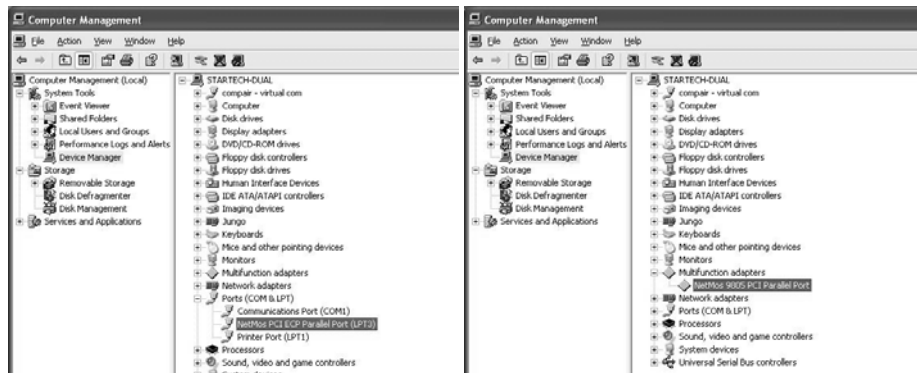 Computer Management
File Action View Window Help
Computer Management (Local)
System Tools
Event Viewer
Shared Folders
Local Users and Groups
Performance Logs and Alerts
Device Manager
Storage
Removable Storage
Disk Defragmenter
Disk Management
Services and Applications
STARTECH-DUAL
compair - virtual com
Computer
Disk drives
Display adapters
DVD/CD-ROM drives
Floppy disk controllers
Floppy disk drives
Human Interface Devices
IDE ATA/ATAPI controllers
Imaging devices
Jungo
Keyboards
Mice and other pointing devices
Monitors
Multifunction adapters
Network adapters
Ports (COM & LPT)
Communications Port (COM1)
NetMos PCI ECP Parallel Port (LPT3)
Printer Port (LPT1)
Processors
Sound, video and game controllers
Computer Management
File Action View Window Help
Computer Management (Local)
System Tools
Event Viewer
Shared Folders
Local Users and Groups
Performance Logs and Alerts
Device Manager
Storage
Removable Storage
Disk Defragmenter
Disk Management
Services and Applications
STARTECH-DUAL
compair - virtual com
Computer
Disk drives
Display adapters
DVD/CD-ROM drives
Floppy disk controllers
Floppy disk drives
Human Interface Devices
IDE ATA/ATAPI controllers
Imaging devices
Jungo
Keyboards
Mice and other pointing devices
Monitors
Multifunction adapters
NetMos 9805 PCI Parallel Port
Network adapters
Ports (COM & LPT)
Processors
Sound, video and game controllers
System devices
Universal Serial Bus controllers